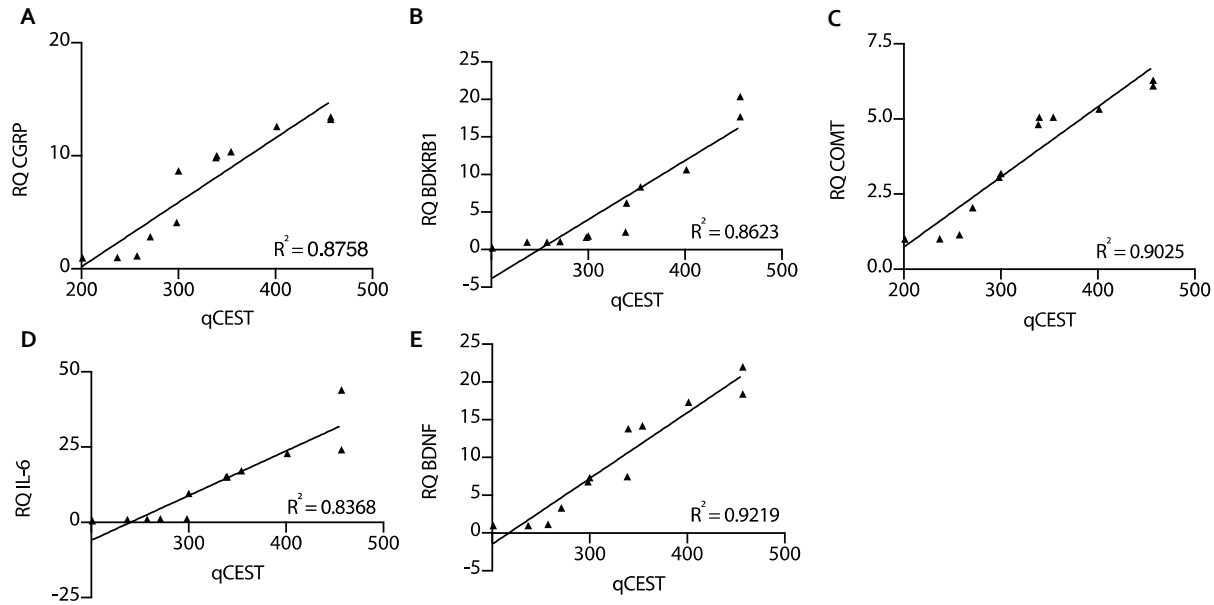 A
20
10
0
200
300
400
500
RQ CGRP
qCEST
R² = 0.8758
B
25
20
15
10
5
0
-5
300
400
500
RQ BDKRB1
qCEST
R² = 0.8623
C
7.5
5.0
2.5
0.0
200
300
400
500
RQ COMT
qCEST
R² = 0.9025
D
50
25
0
-25
300
400
500
RQ IL-6
qCEST
R² = 0.8368
E
25
20
15
10
5
0
-5
300
400
500
RQ BDNF
qCEST
R² = 0.9219